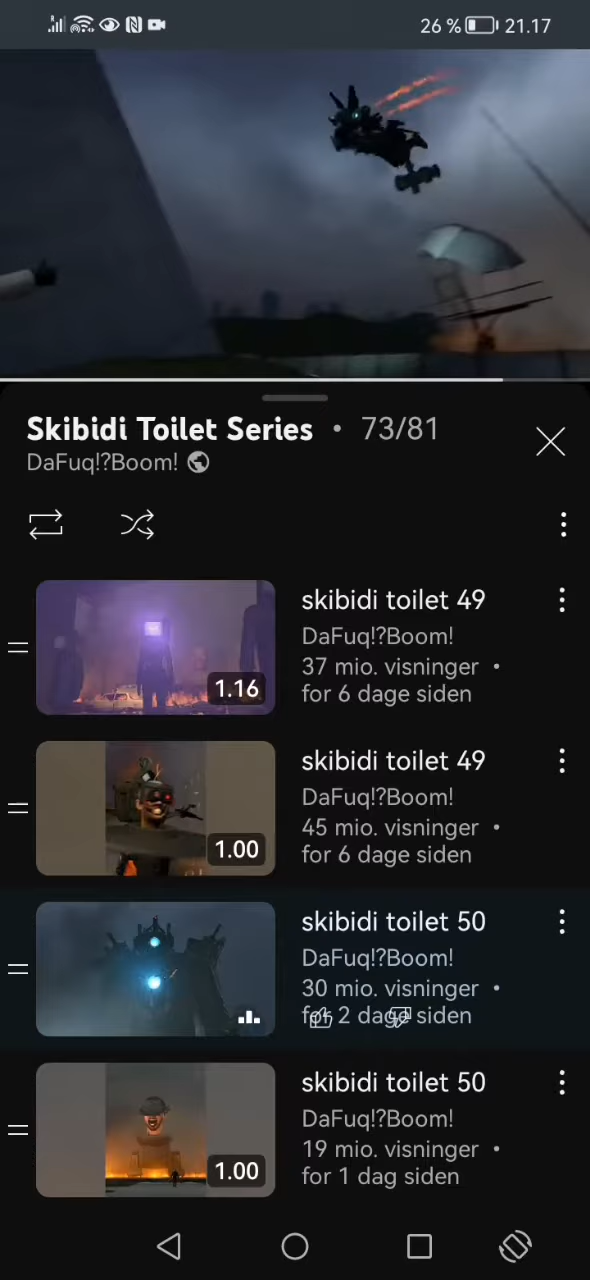 26 % 21.17
Skibidi Toilet Series • 73/81
DaFuq!?Boom!
skibidi toilet 49
DaFuq!?Boom!
37 mio. visninger •
for 6 dage siden
1.16
skibidi toilet 49
DaFuq!?Boom!
45 mio. visninger •
for 6 dage siden
1.00
skibidi toilet 50
DaFuq!?Boom!
30 mio. visninger •
for 2 dage siden
skibidi toilet 50
DaFuq!?Boom!
19 mio. visninger •
for 1 dag siden
1.00